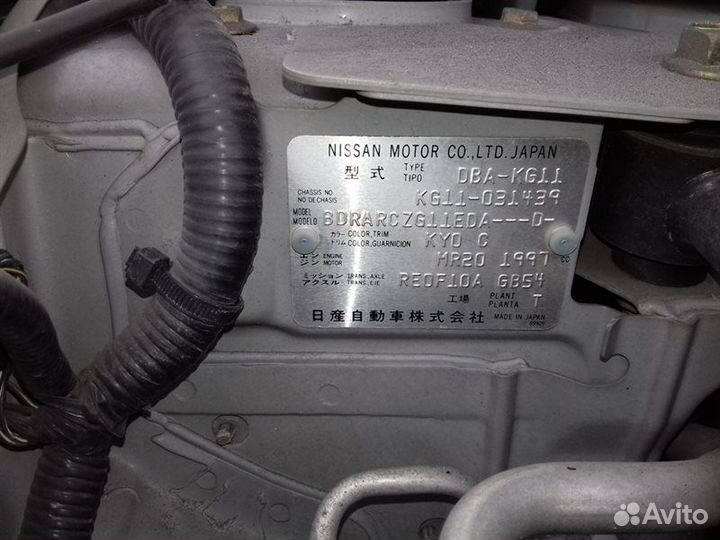 NISSAN MOTOR CO.,LTD. JAPAN
型式 TYPE TIPO DBA-KG11
CHASSIS NO. NO DE CHASIS KG11-031439
MODEL MODELO BDRARCZG11EDA---D-
カラー COLOR, TRIM トリム COLOR, GUARNICION KY0 C
エンジン ENGINE MOTOR MR20 1997 CC
ミッション TRANS. AXLE アクスル TRANS., EJE RE0F10A GB54
工場 PLANT PLANTA T
日産自動車株式会社 MADE IN JAPAN
Avito